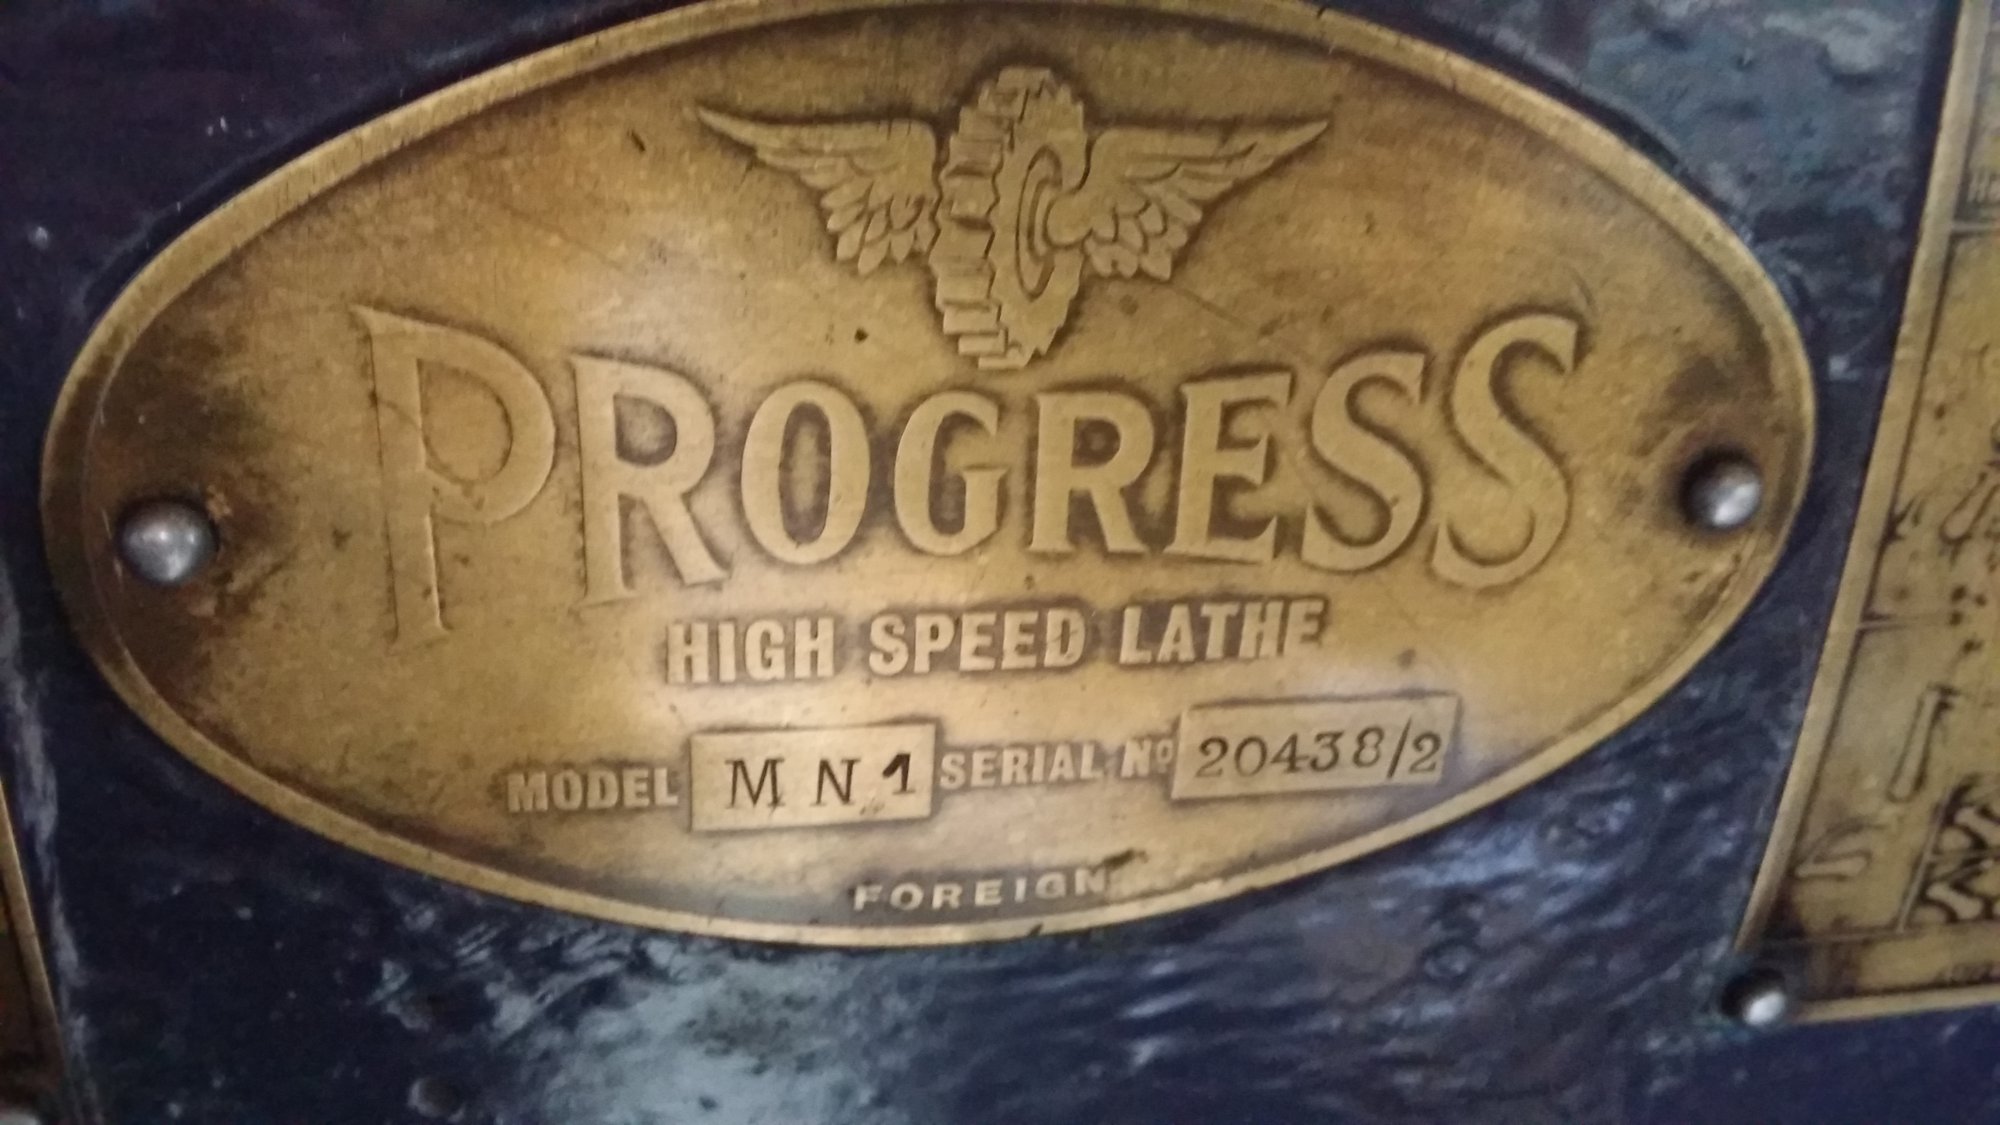 PROGRESS
HIGH SPEED LATHE
MODEL MN1 SERIAL No 20438/2
FOREIGN